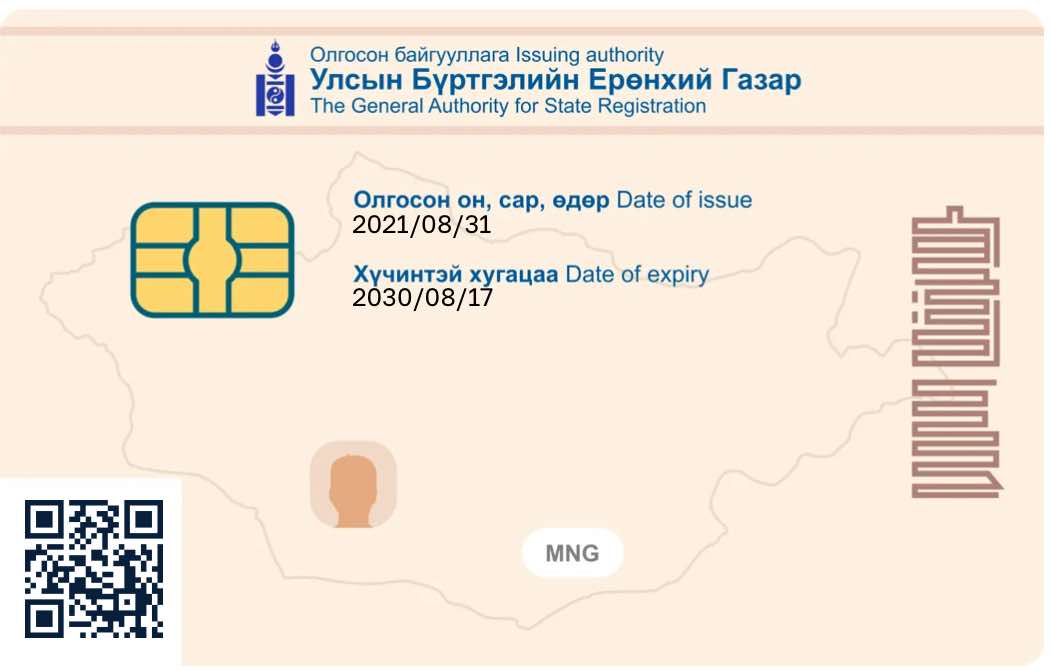 Олгосон байгууллага Issuing authority
Улсын Бүртгэлийн Ерөнхий Газар
The General Authority for State Registration
Олгосон он, сар, өдөр Date of issue
2021/08/31
Хүчинтэй хугацаа Date of expiry
2030/08/17
MNG